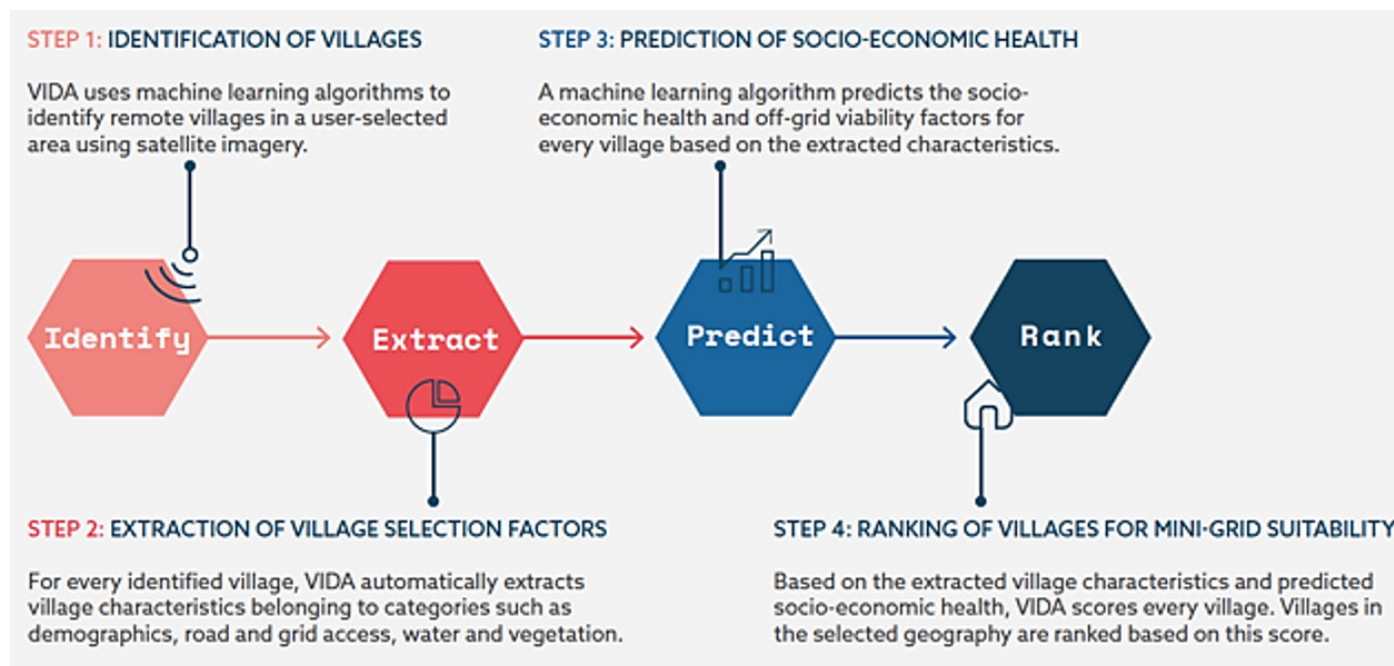 STEP 1: IDENTIFICATION OF VILLAGES
VIDA uses machine learning algorithms to
identify remote villages in a user-selected
area using satellite imagery.
STEP 3: PREDICTION OF SOCIO-ECONOMIC HEALTH
A machine learning algorithm predicts the socio-
economic health and off-grid viability factors for
every village based on the extracted characteristics.
Identify
Extract
Predict
Rank
STEP 2: EXTRACTION OF VILLAGE SELECTION FACTORS
For every identified village, VIDA automatically extracts
village characteristics belonging to categories such as
demographics, road and grid access, water and vegetation.
STEP 4: RANKING OF VILLAGES FOR MINI-GRID SUITABILITY
Based on the extracted village characteristics and predicted
socio-economic health, VIDA scores every village. Villages in
the selected geography are ranked based on this score.